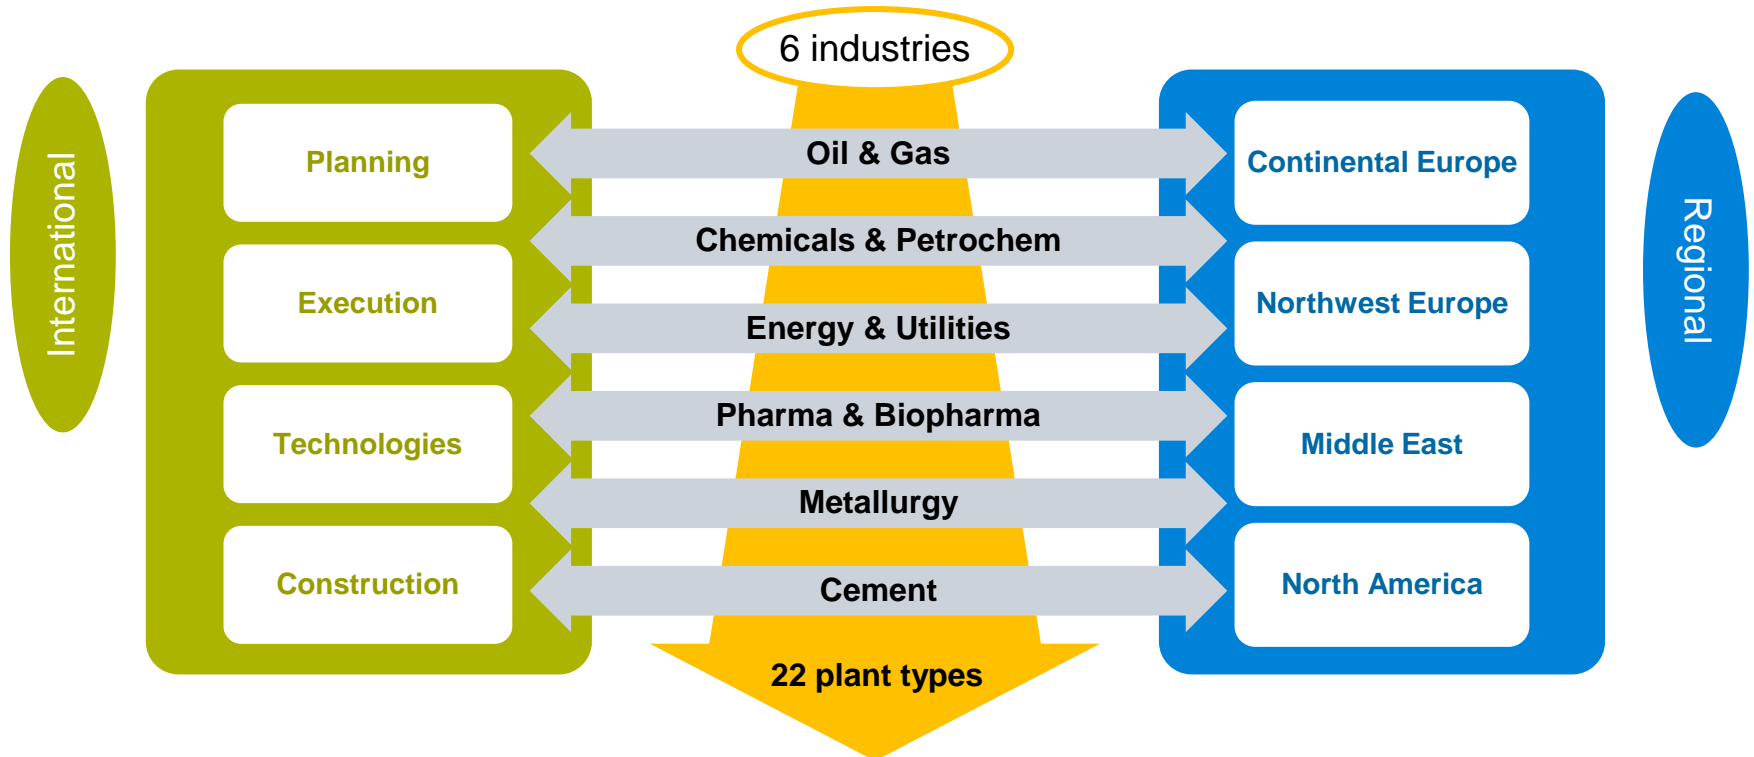 6 industries
International
Planning
Execution
Technologies
Construction
Oil & Gas
Chemicals & Petrochem
Energy & Utilities
Pharma & Biopharma
Metallurgy
Cement
22 plant types
Continental Europe
Northwest Europe
Middle East
North America
Regional